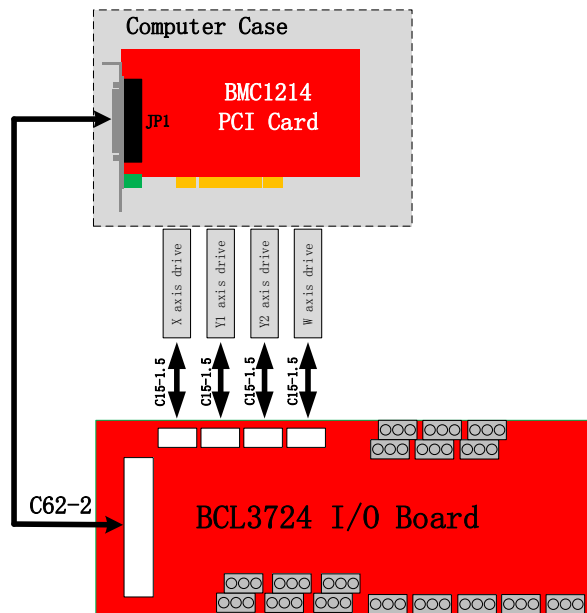 Computer Case
BMC1214
PCI Card
JP1
X axis drive
Y1 axis drive
Y2 axis drive
W axis drive
C15-1.5
C15-1.5
C15-1.5
C15-1.5
C62-2
BCL3724 I/O Board